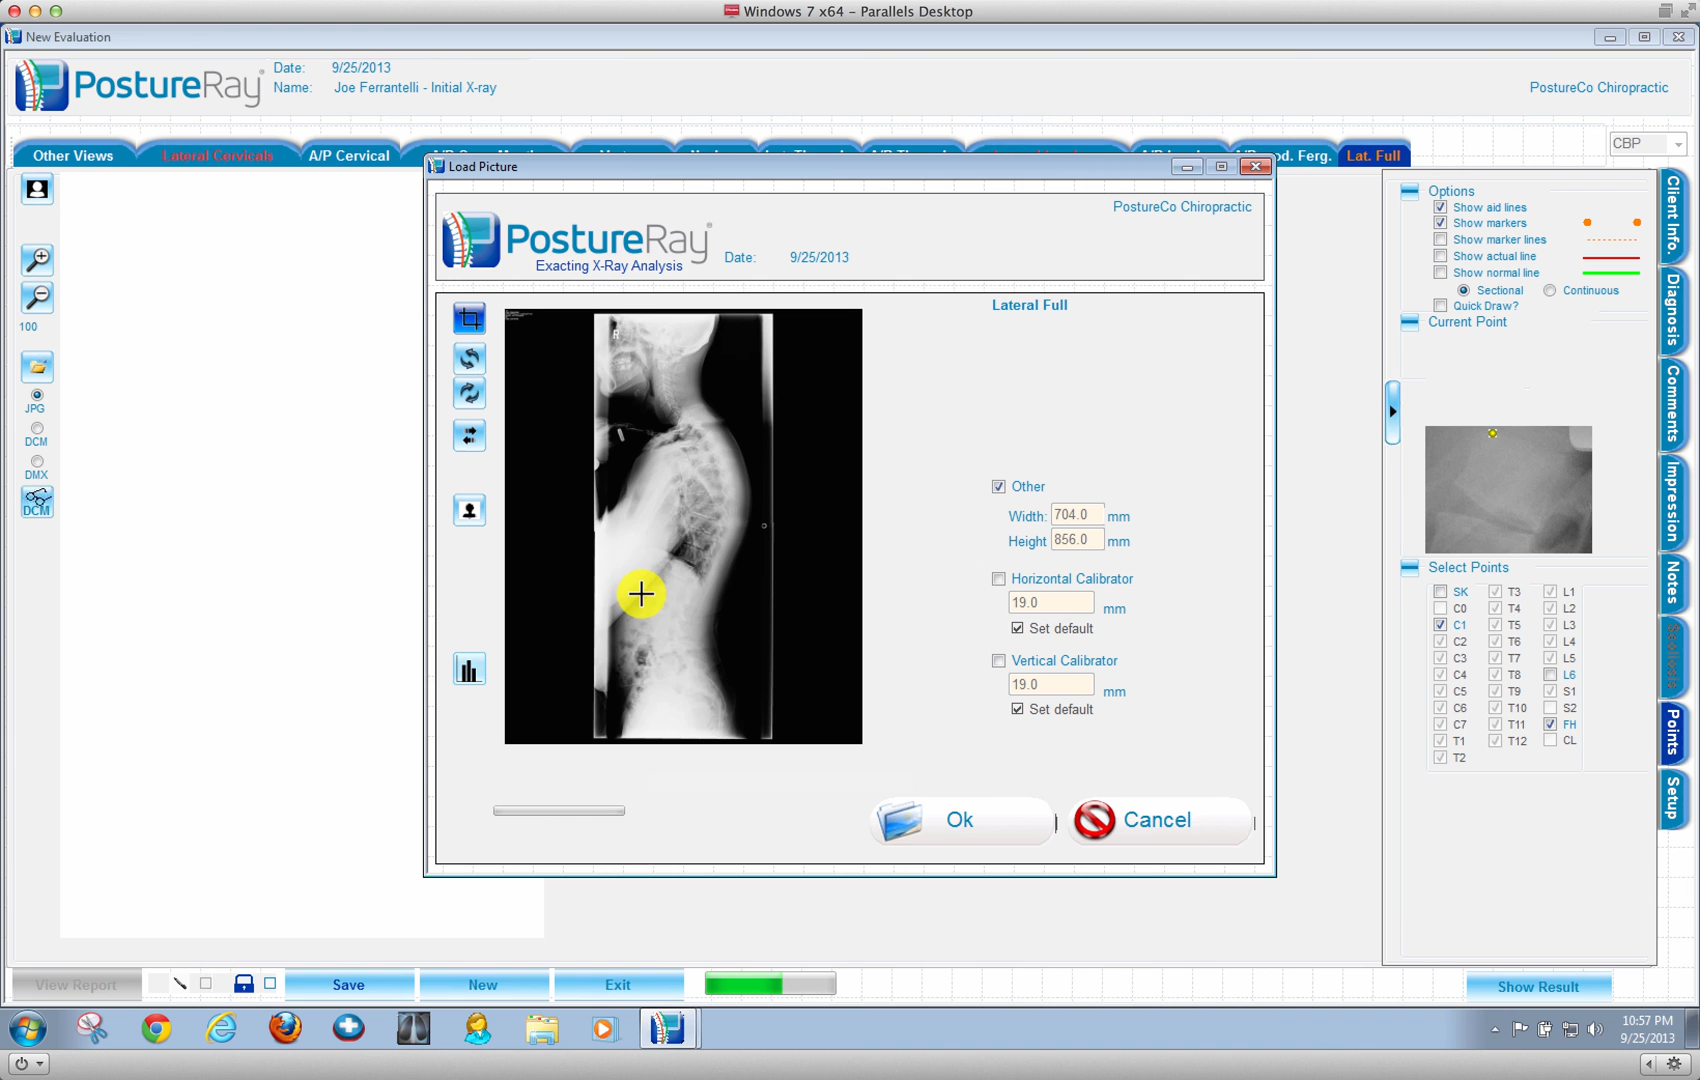 Windows 7 x64 - Parallels Desktop
New Evaluation
PostureRay
Date: 9/25/2013
Name: Joe Ferrantelli - Initial X-ray
PostureCo Chiropractic
Other Views
Lateral Cervicals
A/P Cervical
Ferg.
Lat. Full
CBP
Load Picture
PostureRay
Exacting X-Ray Analysis
Date: 9/25/2013
PostureCo Chiropractic
Lateral Full
R
Other
Width: 704.0 mm
Height 856.0 mm
Horizontal Calibrator
19.0 mm
Set default
Vertical Calibrator
19.0 mm
Set default
Ok
Cancel
100
JPG
DCM
DMX
DCM
Options
Show aid lines
Show markers
Show marker lines
Show actual line
Show normal line
Sectional Continuous
Quick Draw?
Current Point
Select Points
SK T3 L1
C0 T4 L2
C1 T5 L3
C2 T6 L4
C3 T7 L5
C4 T8 L6
C5 T9 S1
C6 T10 S2
C7 T11 FH
T1 T12 CL
T2
Client Info.
Diagnosis
Comments
Impression
Notes
Scoliosis
Points
Setup
View Report
Save
New
Exit
Show Result
10:57 PM
9/25/2013